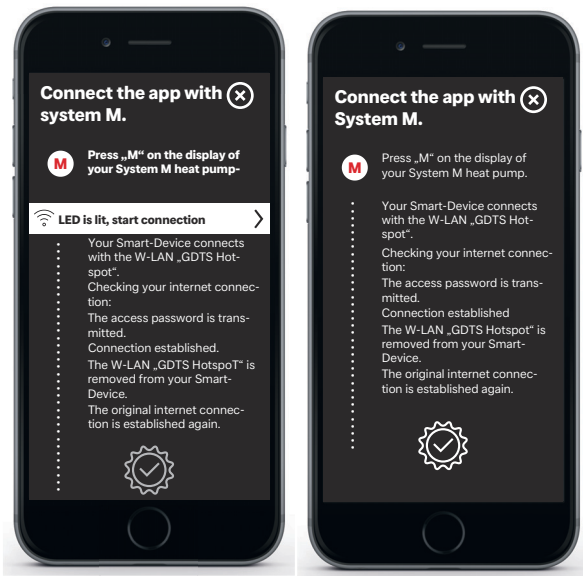 Connect the app with
system M.
M
Press „M“ on the display of
your System M heat pump-
LED is lit, start connection
Your Smart-Device connects
with the W-LAN „GDTS Hot-
spot“.
Checking your internet connec-
tion:
The access password is trans-
mitted.
Connection established.
The W-LAN „GDTS HotspoT“ is
removed from your Smart-
Device.
The original internet connec-
tion is established again.
Connect the app with
System M.
M
Press „M“ on the display of
your System M heat pump.
Your Smart-Device connects
with the W-LAN „GDTS Hot-
spot“.
Checking your internet connec-
tion:
The access password is trans-
mitted.
Connection established
The W-LAN „GDTS Hotspot“ is
removed from your Smart-
Device.
The original internet connec-
tion is established again.